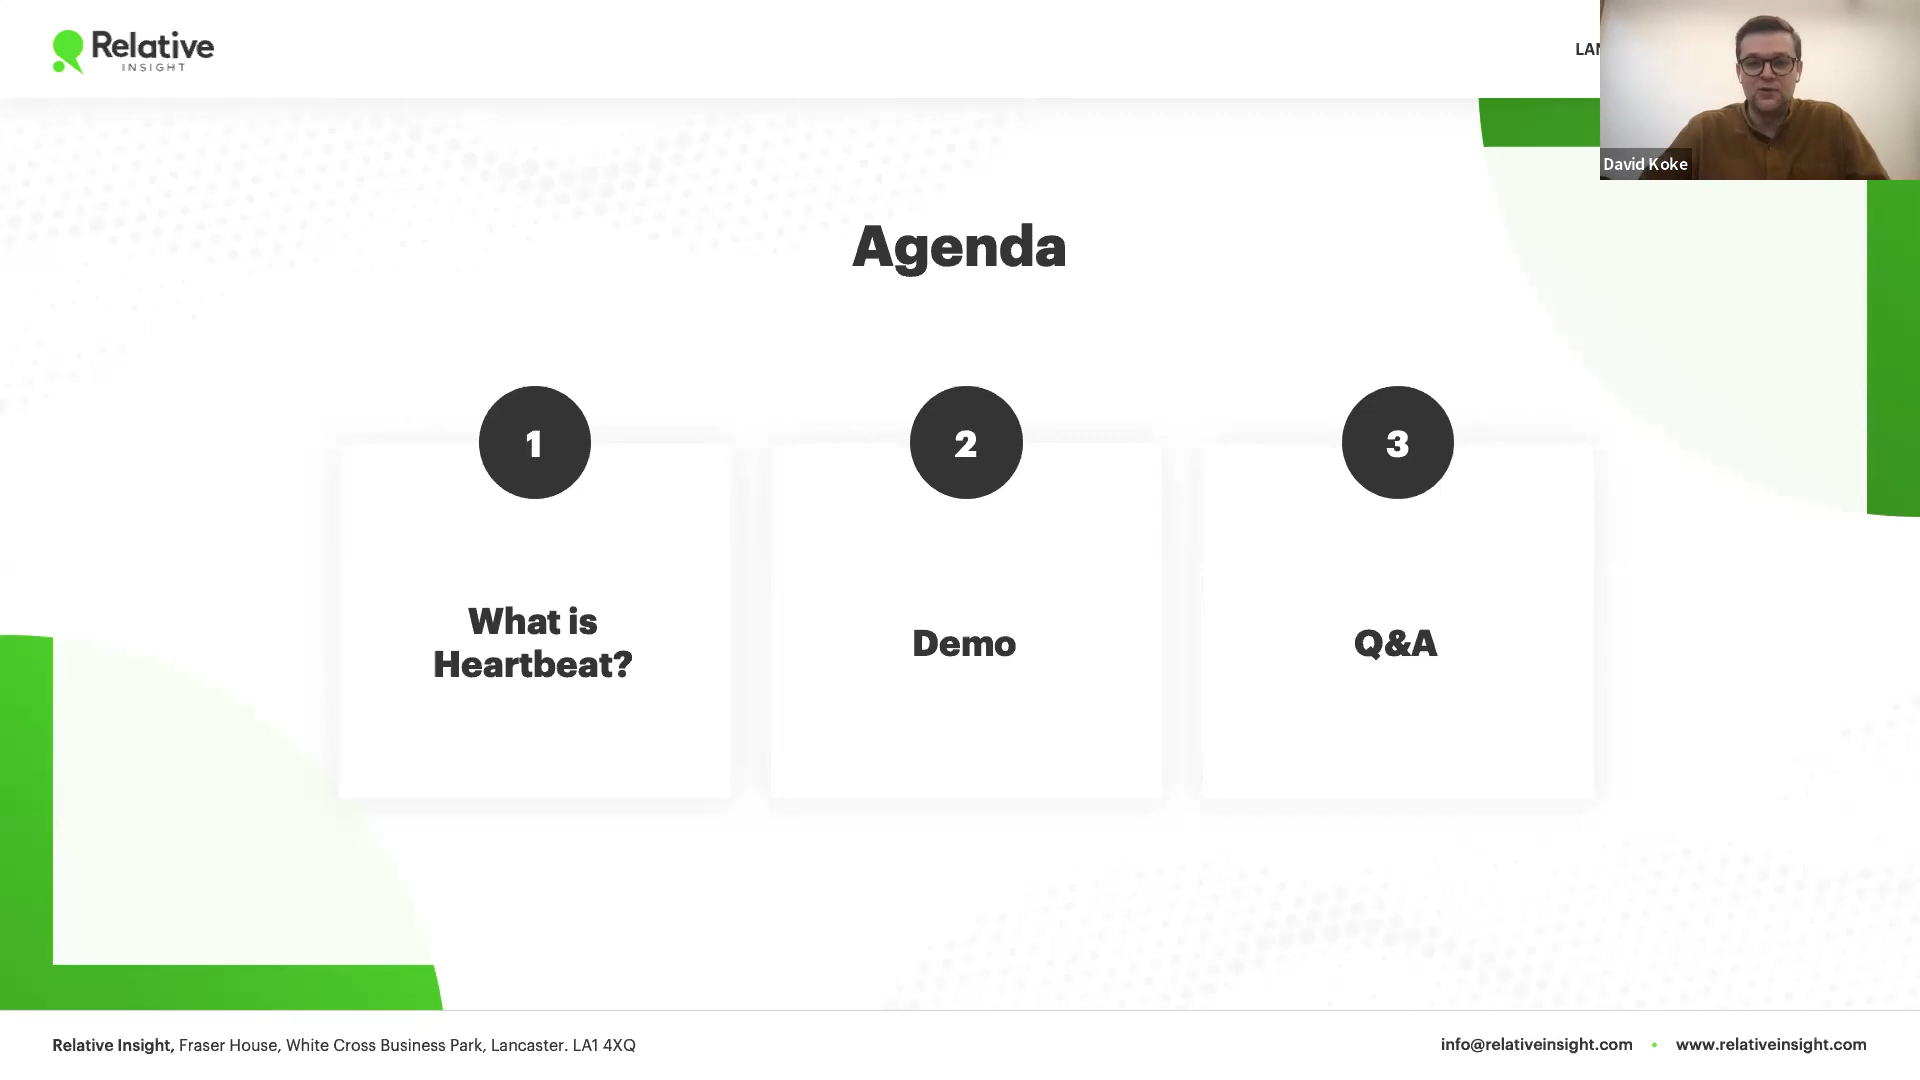 Relative
INSIGHT
LAN
David Koke
Agenda
1
2
3
What is
Heartbeat?
Demo
Q&A
Relative Insight, Fraser House, White Cross Business Park, Lancaster. LA1 4XQ
info@relativeinsight.com • www.relativeinsight.com